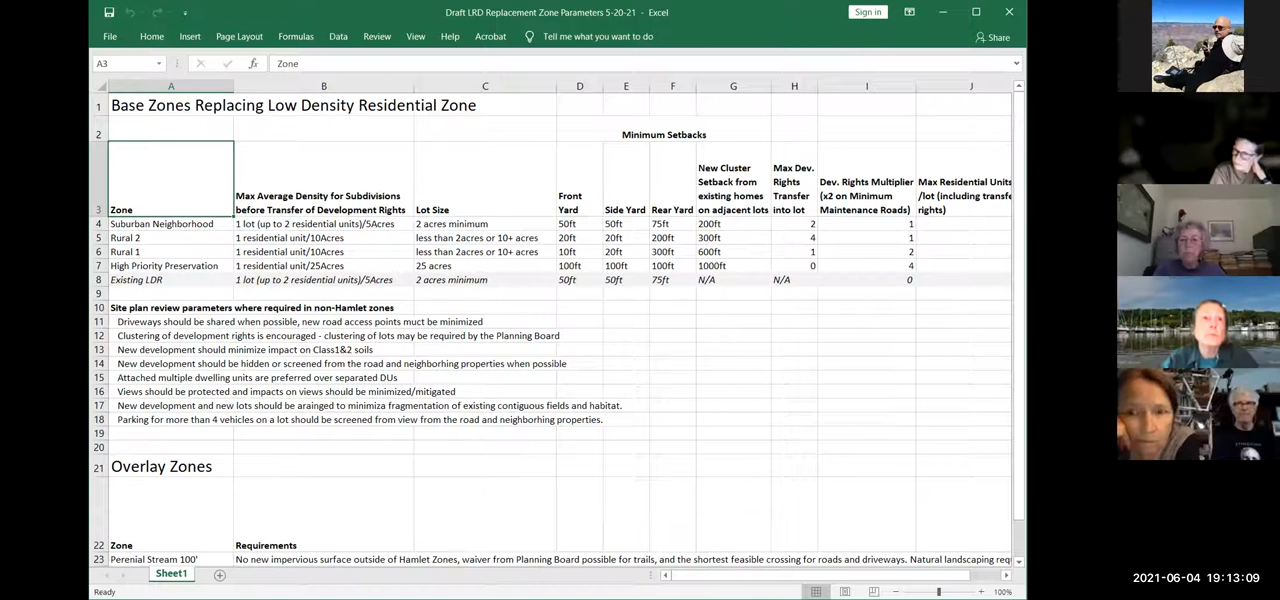 Draft LRD Replacement Zone Parameters 5-20-21 - Excel
Sign in
File Home Insert Page Layout Formulas Data Review View Help Acrobat Tell me what you want to do
Share
A3 fx Zone
A B C D E F G H I J
1 Base Zones Replacing Low Density Residential Zone
2 Minimum Setbacks
New Cluster Max Dev.
Setback from Rights Dev. Rights Multiplier Max Residential Units
Max Average Density for Subdivisions Front existing homes Transfer (x2 on Minimum /lot (including transfe
3 Zone before Transfer of Development Rights Lot Size Yard Side Yard Rear Yard on adjacent lots into lot Maintenance Roads) rights)
4 Suburban Neighborhood 1 lot (up to 2 residential units)/5Acres 2 acres minimum 50ft 50ft 75ft 200ft 2 1
5 Rural 2 1 residential unit/10Acres less than 2acres or 10+ acres 20ft 20ft 200ft 300ft 4 1
6 Rural 1 1 residential unit/10Acres less than 2acres or 10+ acres 10ft 20ft 300ft 600ft 1 2
7 High Priority Preservation 1 residential unit/25Acres 25 acres 100ft 100ft 100ft 1000ft 0 4
8 Existing LDR 1 lot (up to 2 residential units)/5Acres 2 acres minimum 50ft 50ft 75ft N/A N/A 0
9
10 Site plan review parameters where required in non-Hamlet zones
11 Driveways should be shared when possible, new road access points muct be minimized
12 Clustering of development rights is encouraged - clustering of lots may be required by the Planning Board
13 New development should minimize impact on Class1&2 soils
14 New development should be hidden or screened from the road and neighborhing properties when possible
15 Attached multiple dwelling units are preferred over separated DUs
16 Views should be protected and impacts on views should be minimized/mitigated
17 New development and new lots should be arainged to minimiza fragmentation of existing contiguous fields and habitat.
18 Parking for more than 4 vehicles on a lot should be screened from view from the road and neighborhing properties.
19
20
21 Overlay Zones
22 Zone Requirements
23 Perenial Stream 100' No new impervious surface outside of Hamlet Zones, waiver from Planning Board possible for trails, and the shortest feasible crossing for roads and driveways. Natural landscaping req
Sheet1
Ready 100%
2021-06-04 19:13:09